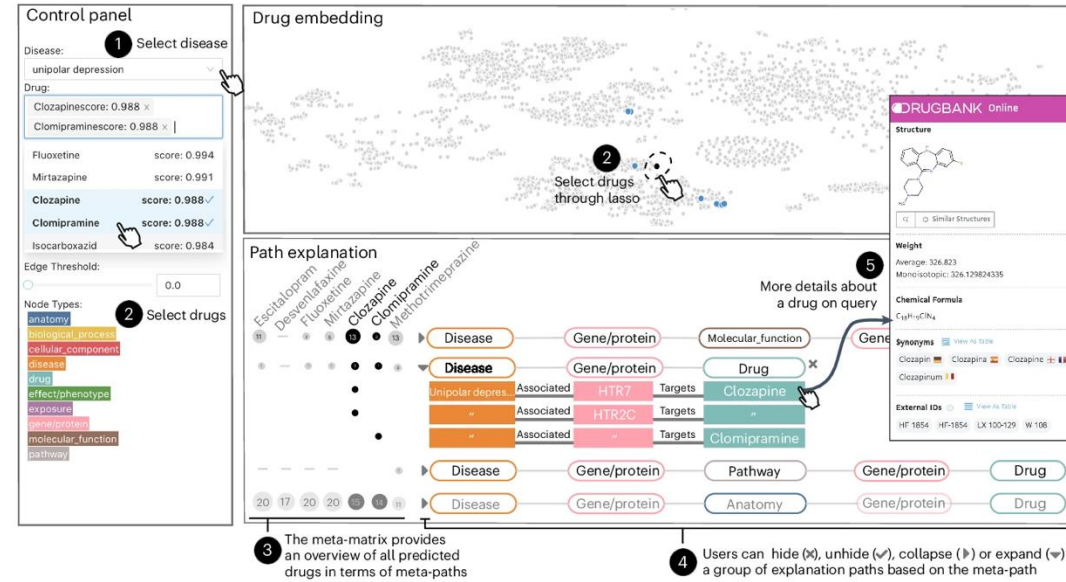 Control panel
1 Select disease
Disease:
unipolar depression
Drug:
Clozapinescore: 0.988 ×
Clomipraminescore: 0.988 ×
Fluoxetine score: 0.994
Mirtazapine score: 0.991
Clozapine score: 0.988✓
Clomipramine score: 0.988✓
Isocarboxazid score: 0.984
Edge Threshold:
0.0
Node Types:
2 Select drugs
anatomy
biological_process
cellular_component
disease
drug
effect/phenotype
exposure
gene/protein
molecular_function
pathway
Drug embedding
2
Select drugs
through lasso
DRUGBANK Online
Structure
Similar Structures
Weight
Average: 326.823
Monoisotopic: 326.129824335
Chemical Formula
C18H19ClN4
Synonyms View As Table
Clozapin Clozapina Clozapine
Clozapinum
External IDs View As Table
HF 1854 HF-1854 LX 100-129 W 108
Path explanation
5
More details about
a drug on query
Escitalopram
Desvenlafaxine
Fluoxetine
Mirtazapine
Clozapine
Clomipramine
Methotrimeprazine
11 — 13 13 Disease Gene/protein Molecular_function Gene
Disease Gene/protein Drug ×
Unipolar depres... Associated HTR7 Targets Clozapine
" Associated HTR2C Targets "
" Associated " Targets Clomipramine
— — — Disease Gene/protein Pathway Gene/protein Drug
20 17 20 20 15 14 11 Disease Gene/protein Anatomy Gene/protein Drug
3 The meta-matrix provides
an overview of all predicted
drugs in terms of meta-paths
4 Users can hide (×), unhide (✓), collapse (▶) or expand (▼)
a group of explanation paths based on the meta-path